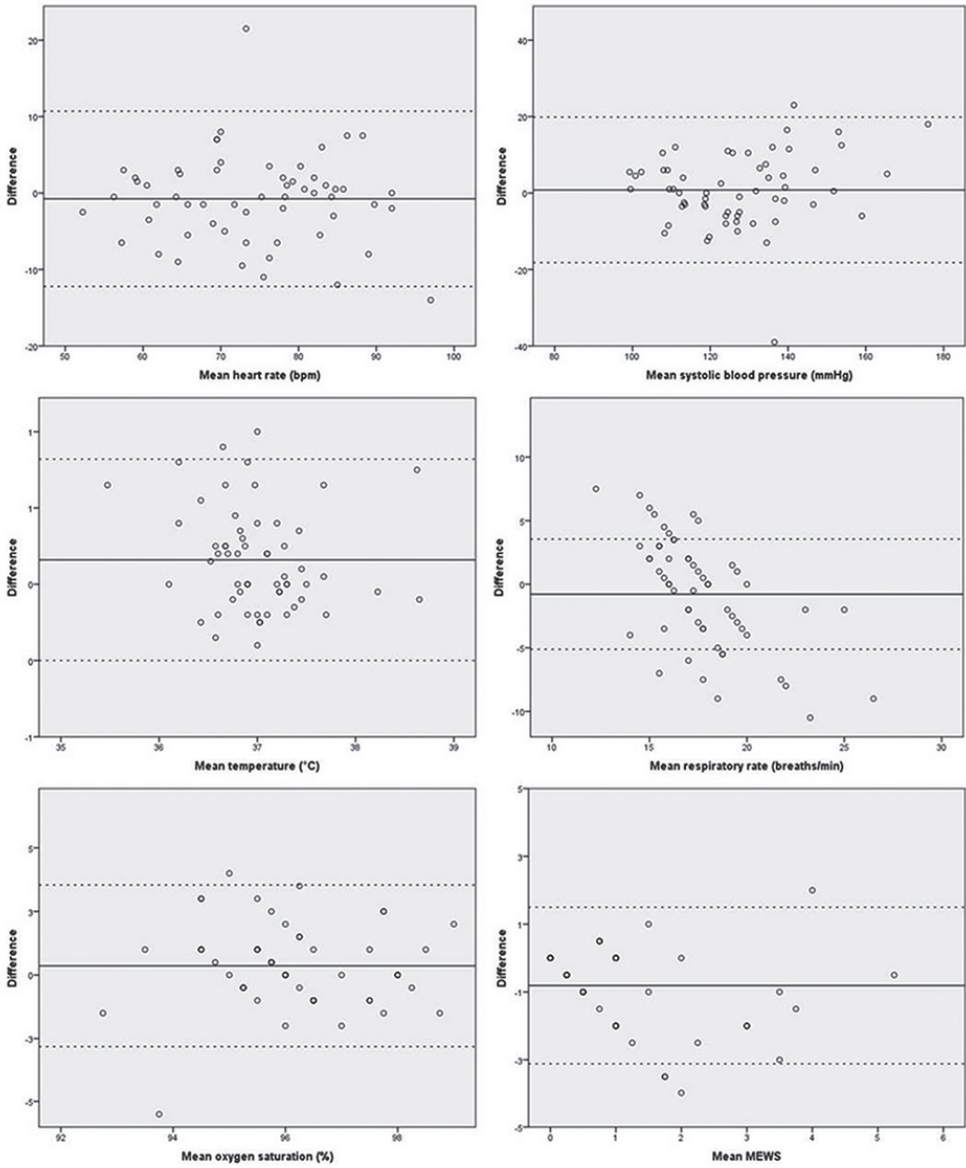 20
10
0
-10
-20
Difference
50 60 70 80 90 100
Mean heart rate (bpm)
40
20
0
-20
-40
Difference
80 100 120 140 160 180
Mean systolic blood pressure (mmHg)
1
1
0
0
-1
Difference
35 36 37 38 39
Mean temperature (°C)
10
5
0
-5
-10
Difference
10 15 20 25 30
Mean respiratory rate (breaths/min)
5
3
0
-3
-5
Difference
92 94 96 98
Mean oxygen saturation (%)
5
3
1
-1
-3
-5
Difference
0 1 2 3 4 5 6
Mean MEWS